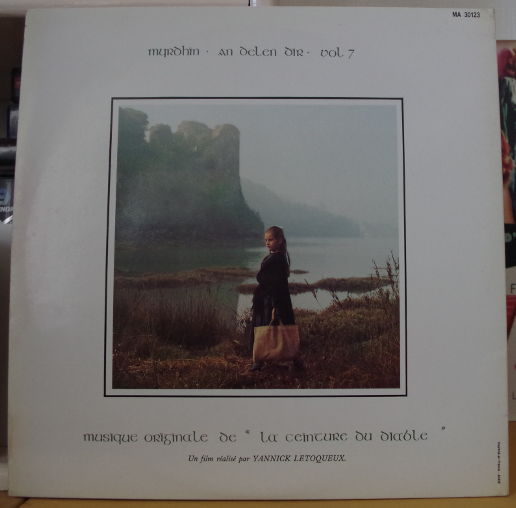 MA 30123
myrdhin · an delen dir · vol 7
musique originale de " la ceinture du diable "
Un film réalisé par YANNICK LETOQUEUX.